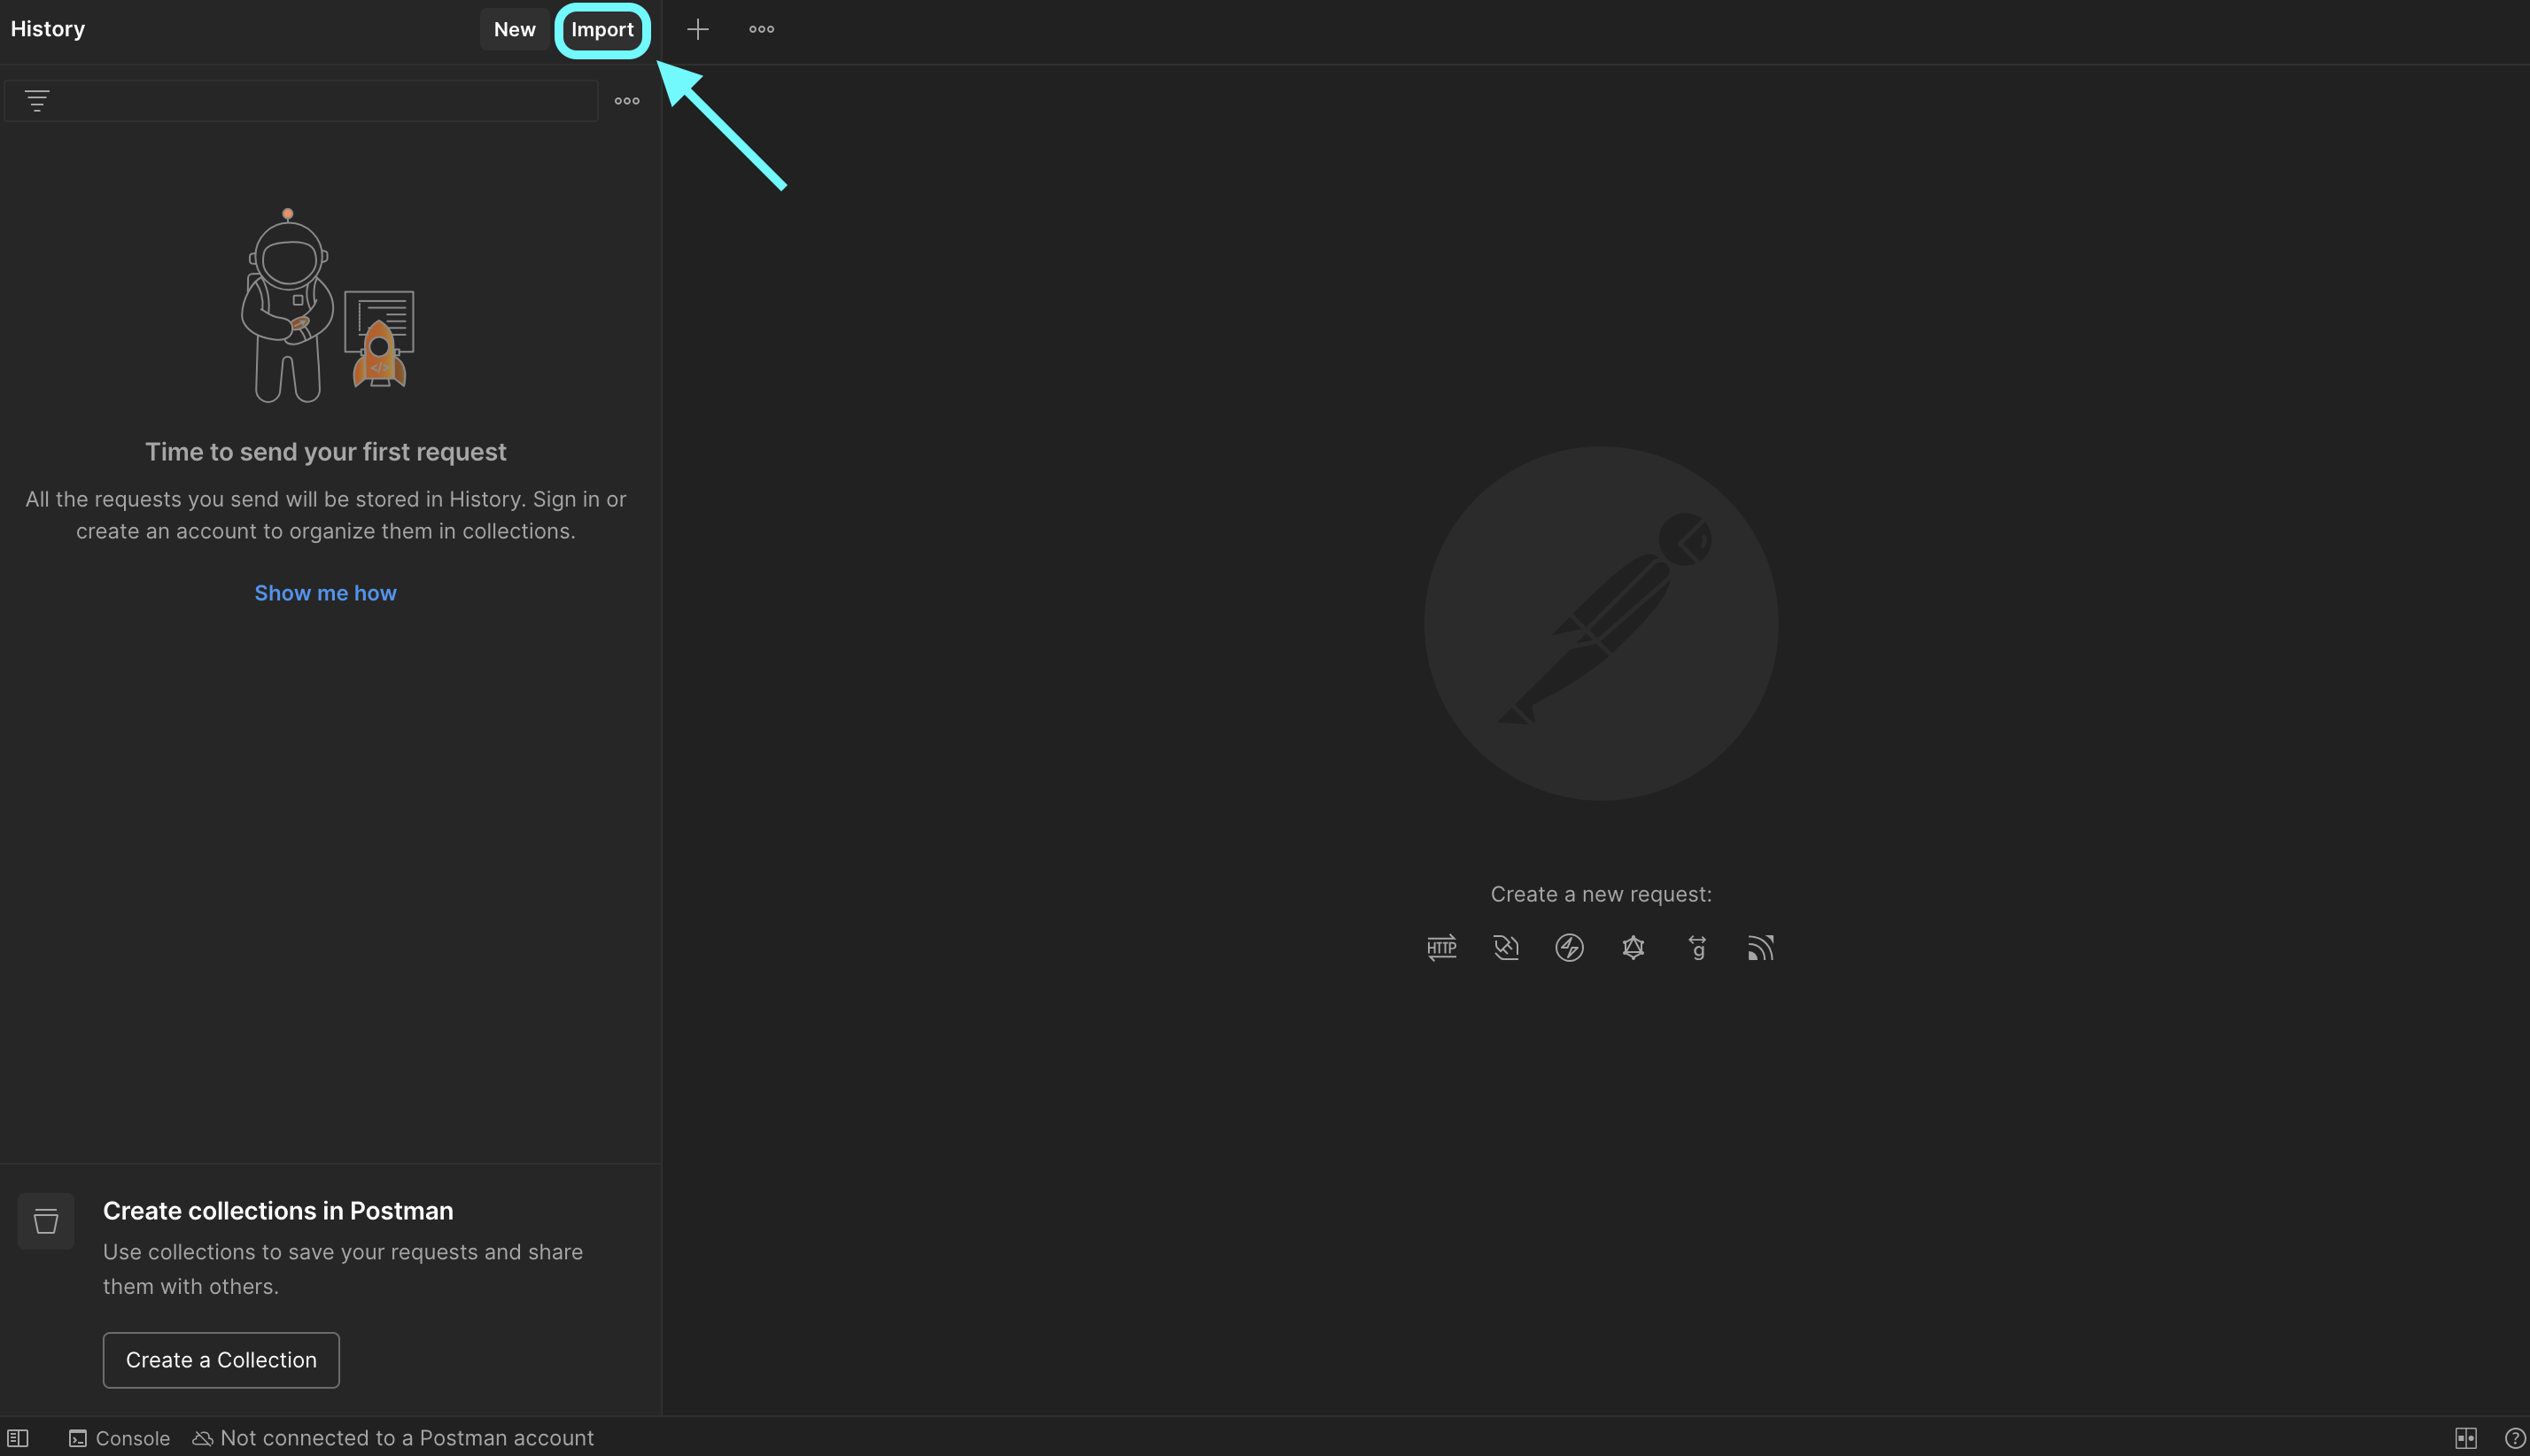 History
New
Import
Time to send your first request
All the requests you send will be stored in History. Sign in or
create an account to organize them in collections.
Show me how
</>
Create a new request:
HTTP
g
Create collections in Postman
Use collections to save your requests and share
them with others.
Create a Collection
Console
Not connected to a Postman account
?